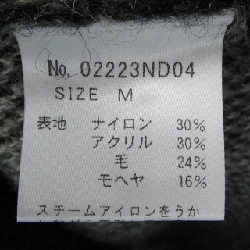 No. 02223ND04
SIZE M
表地 ナイロン 30%
アクリル 30%
毛 24%
モヘヤ 16%
スチームアイロンをうか